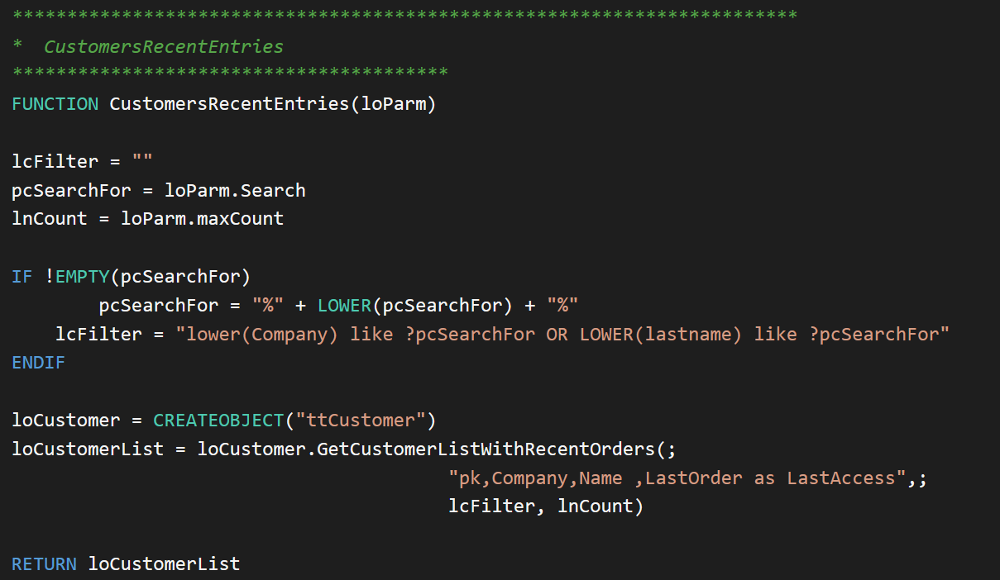 ************************************************************************
*  CustomersRecentEntries
****************************************
FUNCTION CustomersRecentEntries(loParm)
lcFilter = ""
pcSearchFor = loParm.Search
lnCount = loParm.maxCount
IF !EMPTY(pcSearchFor)
        pcSearchFor = "%" + LOWER(pcSearchFor) + "%"
    lcFilter = "lower(Company) like ?pcSearchFor OR LOWER(lastname) like ?pcSearchFor"
ENDIF
loCustomer = CREATEOBJECT("ttCustomer")
loCustomerList = loCustomer.GetCustomerListWithRecentOrders(;
                                        "pk,Company,Name ,LastOrder as LastAccess",;
                                        lcFilter, lnCount)
RETURN loCustomerList